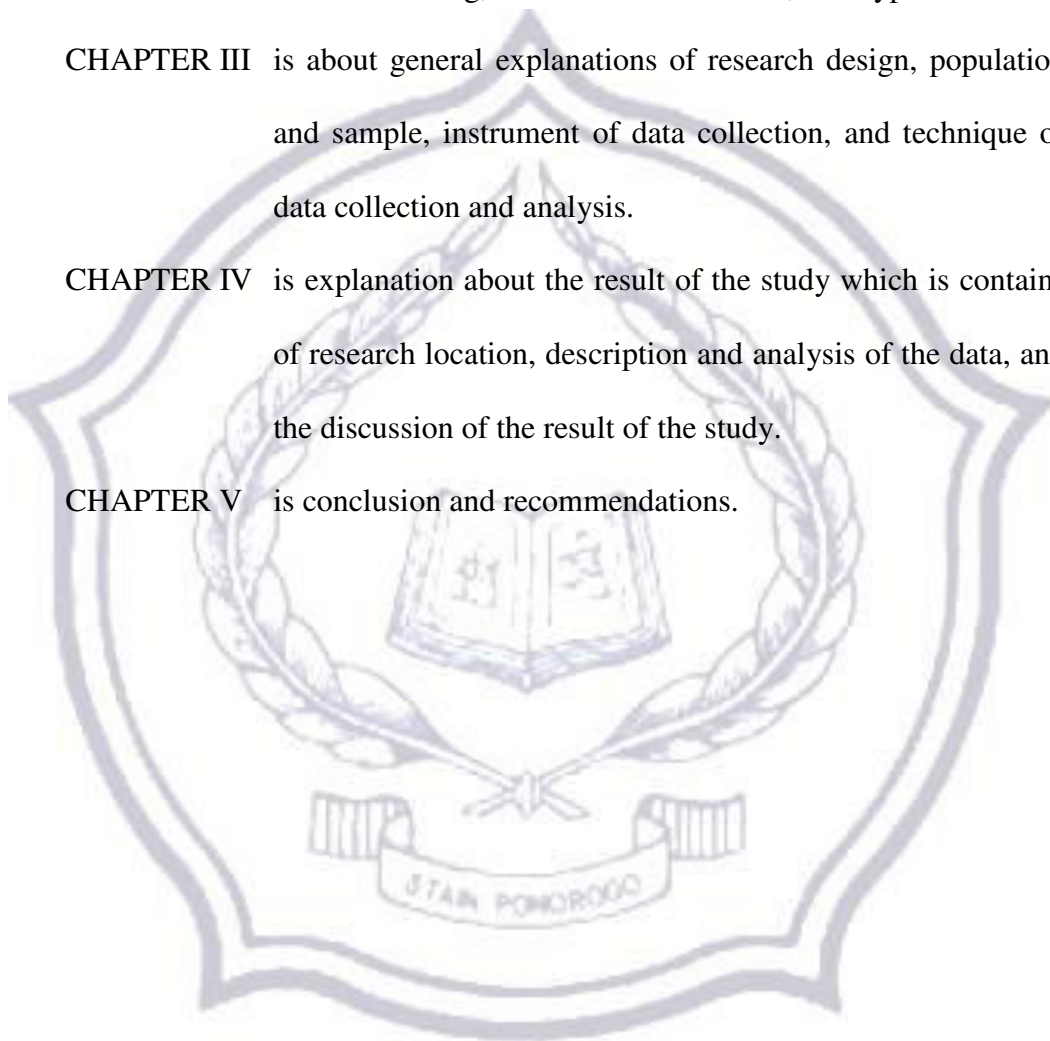 CHAPTER III is about general explanations of research design, populatio
and sample, instrument of data collection, and technique o
data collection and analysis.
CHAPTER IV is explanation about the result of the study which is contain
of research location, description and analysis of the data, an
the discussion of the result of the study.
CHAPTER V is conclusion and recommendations.
STAIN PONOROGO